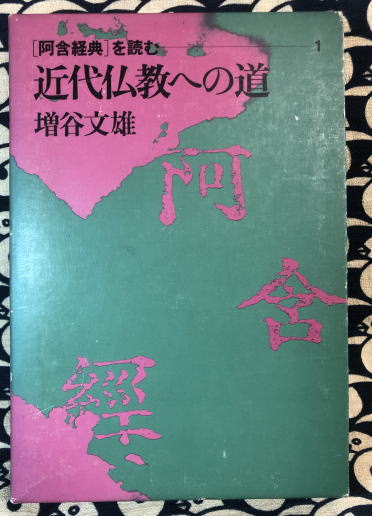 [阿含経典]を読む 1
近代仏教への道
増谷文雄
阿
含
經